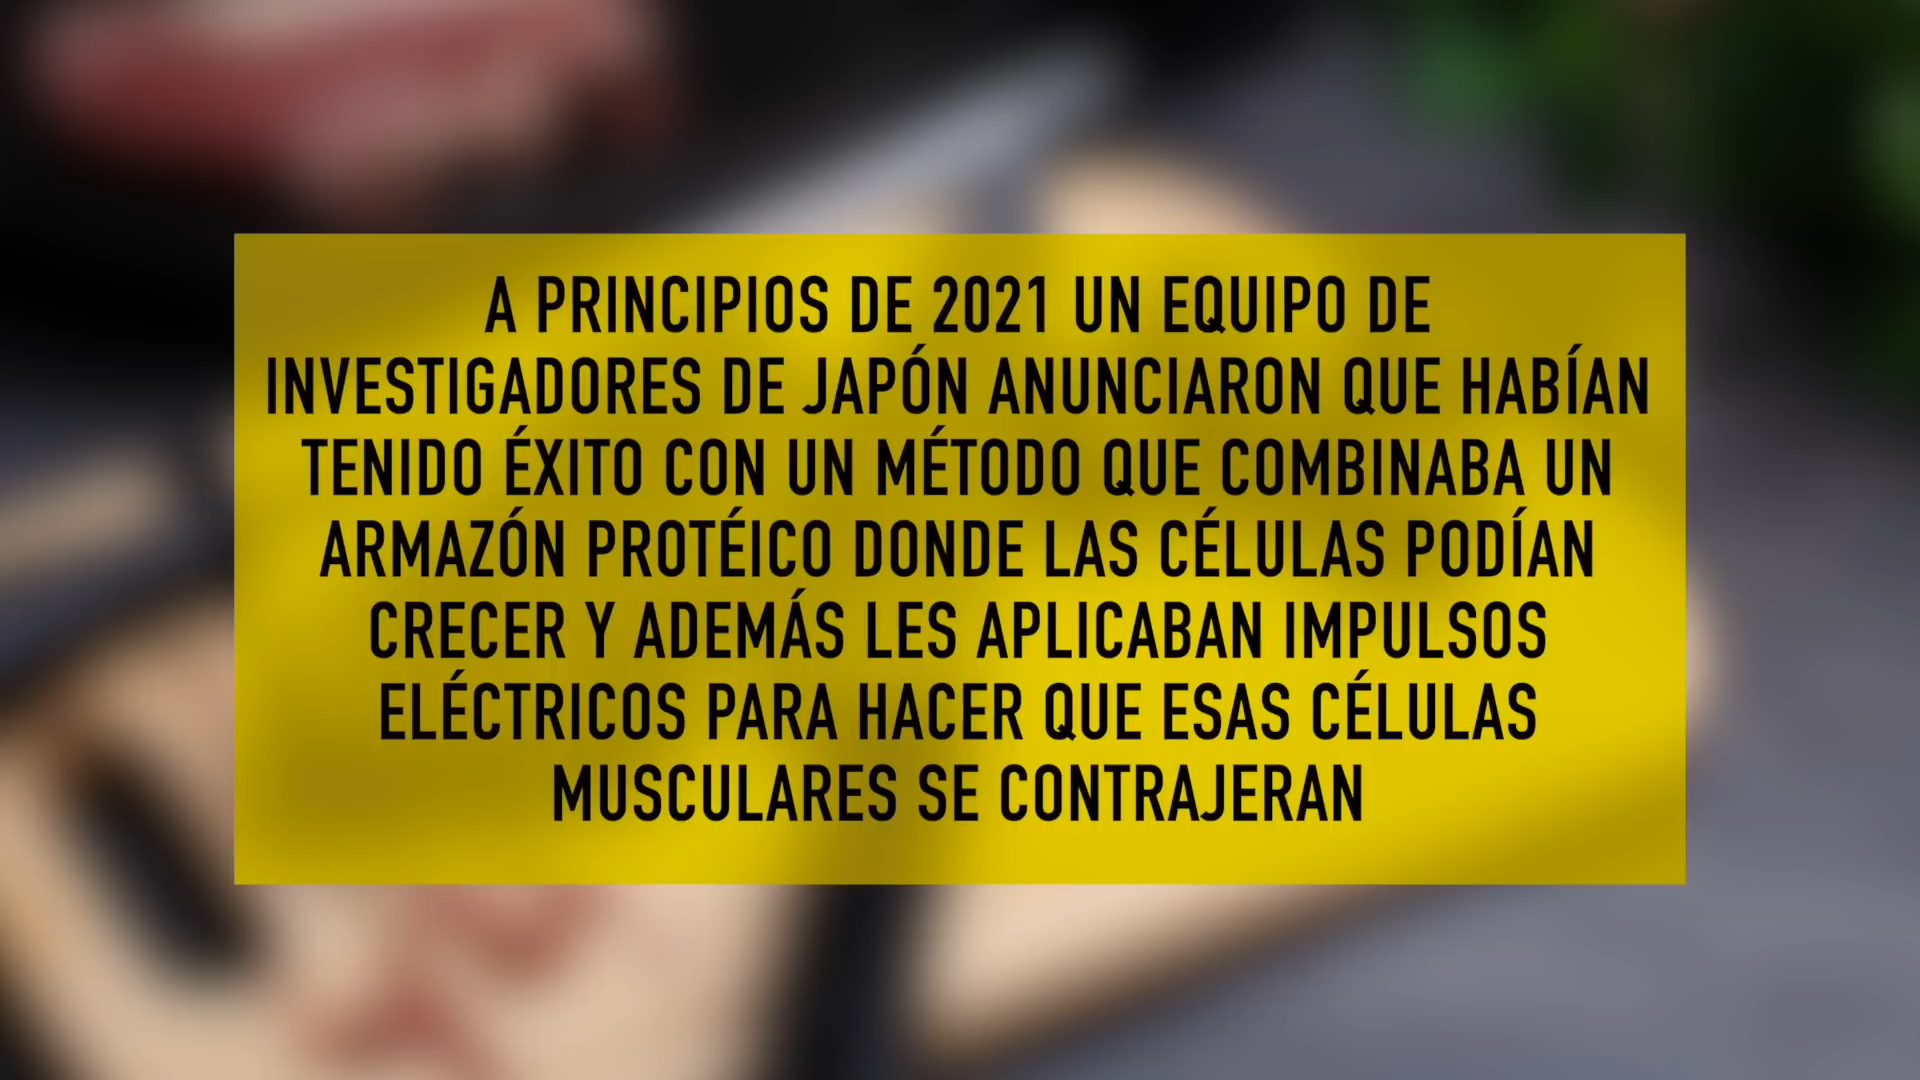 A PRINCIPIOS DE 2021 UN EQUIPO DE
INVESTIGADORES DE JAPÓN ANUNCIARON QUE HABÍAN
TENIDO ÉXITO CON UN MÉTODO QUE COMBINABA UN
ARMAZÓN PROTÉICO DONDE LAS CÉLULAS PODÍAN
CRECER Y ADEMÁS LES APLICABAN IMPULSOS
ELÉCTRICOS PARA HACER QUE ESAS CÉLULAS
MUSCULARES SE CONTRAJERAN